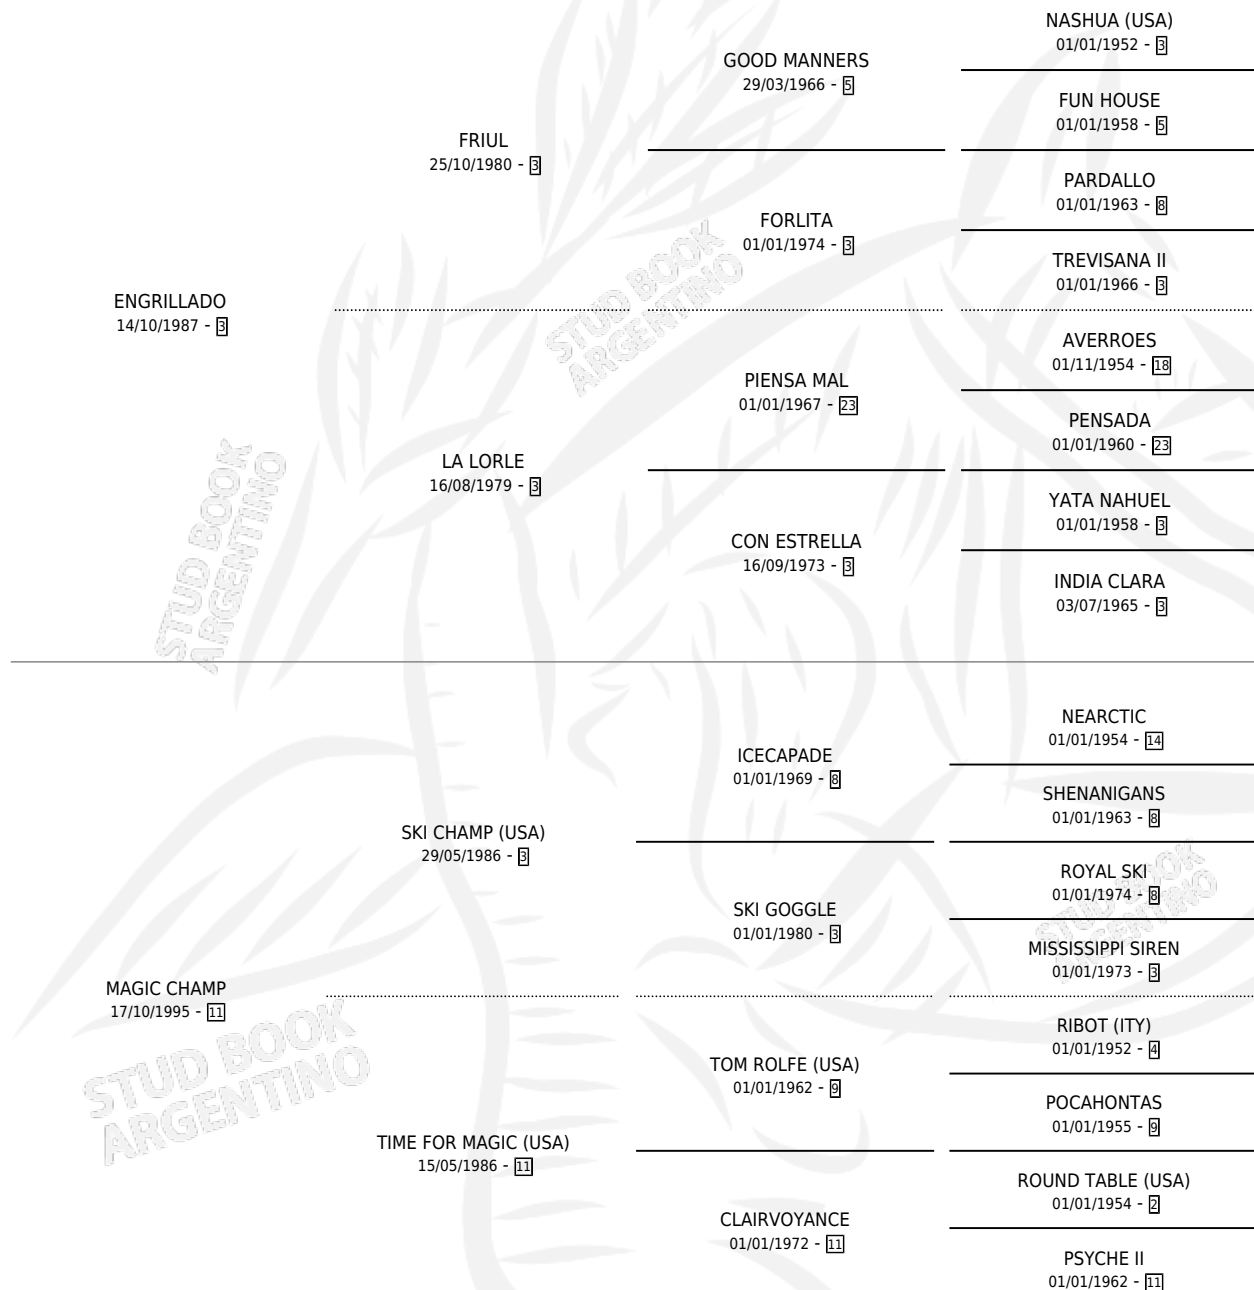 NASHUA (USA)
01/01/1952 - 3
GOOD MANNERS
29/03/1966 - 5
FUN HOUSE
01/01/1958 - 5
FRIUL
25/10/1980 - 3
PARDALLO
01/01/1963 - 8
FORLITA
01/01/1974 - 3
TREVISANA II
01/01/1966 - 3
ENGRILLADO
14/10/1987 - 3
AVERROES
01/11/1954 - 18
PIENSA MAL
01/01/1967 - 23
PENSADA
01/01/1960 - 23
LA LORLE
16/08/1979 - 3
YATA NAHUEL
01/01/1958 - 3
CON ESTRELLA
16/09/1973 - 3
INDIA CLARA
03/07/1965 - 3
NEARCTIC
01/01/1954 - 14
ICECAPADE
01/01/1969 - 8
SHENANIGANS
01/01/1963 - 8
SKI CHAMP (USA)
29/05/1986 - 3
ROYAL SKI
01/01/1974 - 8
SKI GOGGLE
01/01/1980 - 3
MISSISSIPPI SIREN
01/01/1973 - 3
MAGIC CHAMP
17/10/1995 - 11
RIBOT (ITY)
01/01/1952 - 4
TOM ROLFE (USA)
01/01/1962 - 9
POCAHONTAS
01/01/1955 - 9
TIME FOR MAGIC (USA)
15/05/1986 - 11
ROUND TABLE (USA)
01/01/1954 - 2
CLAIRVOYANCE
01/01/1972 - 11
PSYCHE II
01/01/1962 - 11
STUD BOOK
ARGENTINO
STUD BOOK
ARGENTINO
STUD BOOK
ARGENTINO
STUD BOOK
ARGENTINO